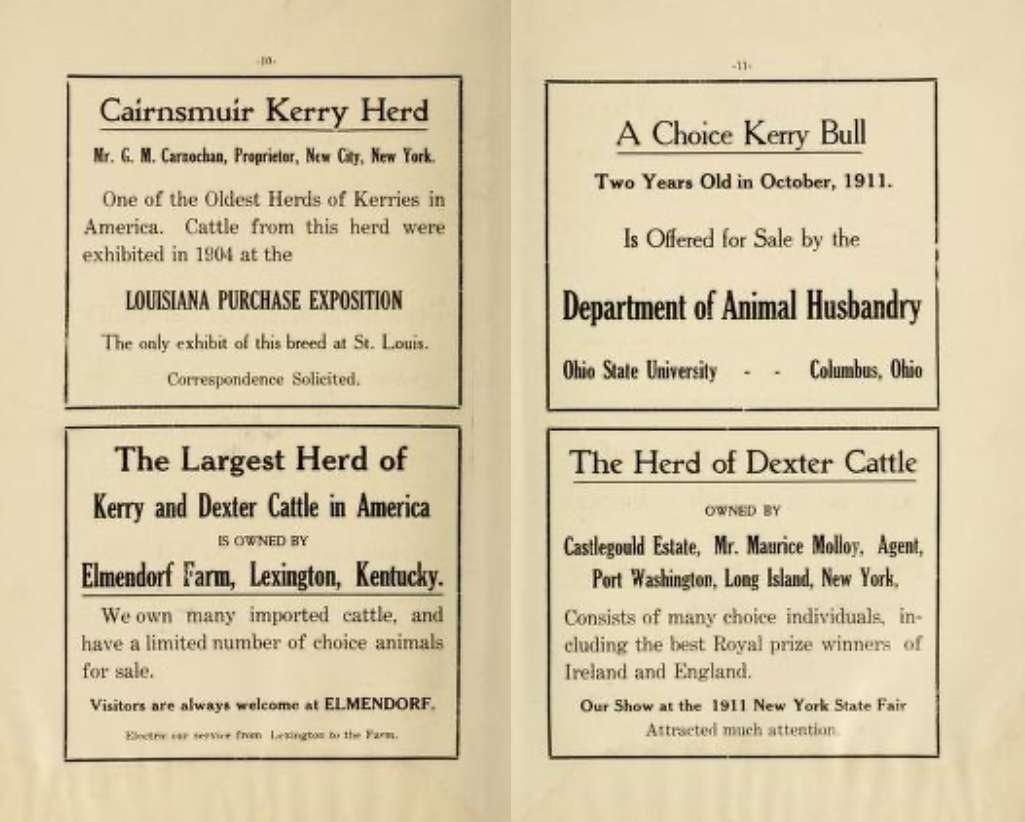 -10-
Cairnsmuir Kerry Herd
Mr. G. M. Carnochan, Proprietor, New City, New York.
One of the Oldest Herds of Kerries in
America. Cattle from this herd were
exhibited in 1904 at the
LOUISIANA PURCHASE EXPOSITION
The only exhibit of this breed at St. Louis.
Correspondence Solicited.
The Largest Herd of
Kerry and Dexter Cattle in America
IS OWNED BY
Elmendorf Farm, Lexington, Kentucky.
We own many imported cattle, and
have a limited number of choice animals
for sale.
Visitors are always welcome at ELMENDORF.
Electric car service from Lexington to the Farm.
-11-
A Choice Kerry Bull
Two Years Old in October, 1911.
Is Offered for Sale by the
Department of Animal Husbandry
Ohio State University - - Columbus, Ohio
The Herd of Dexter Cattle
OWNED BY
Castlegould Estate, Mr. Maurice Molloy, Agent,
Port Washington, Long Island, New York,
Consists of many choice individuals, in-
cluding the best Royal prize winners of
Ireland and England.
Our Show at the 1911 New York State Fair
Attracted much attention.